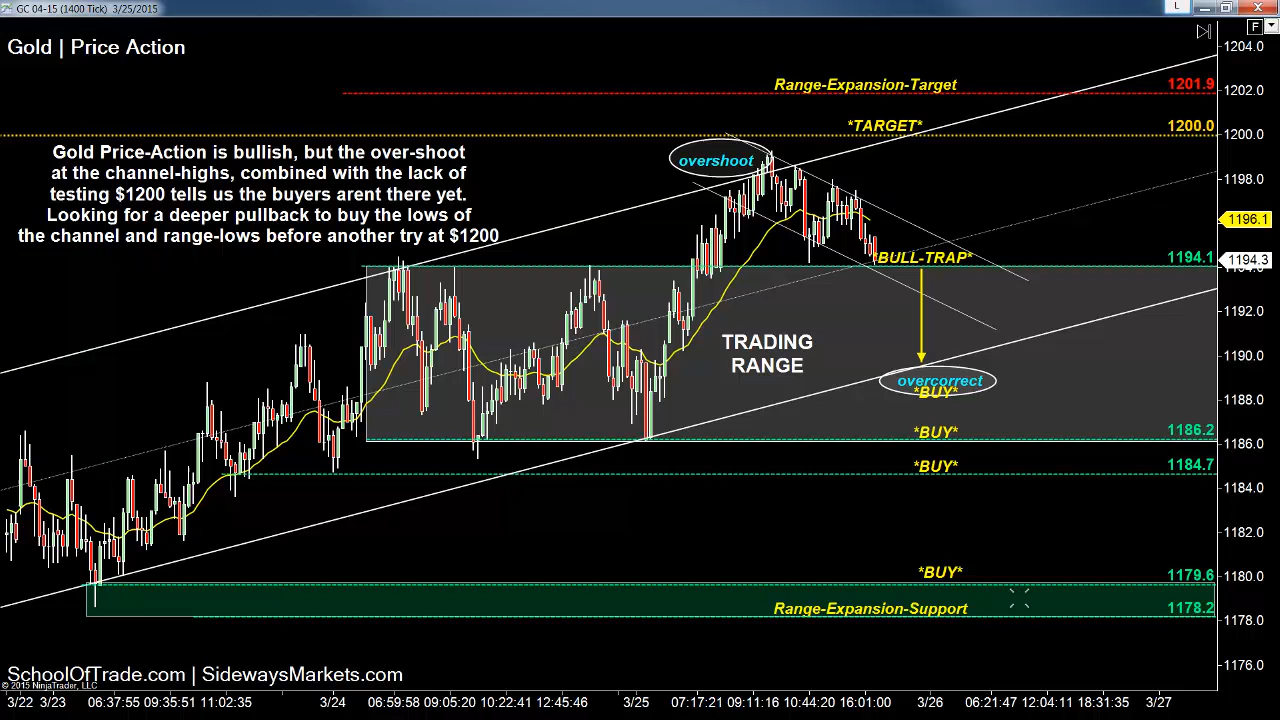 GC 04-15 (1400 Tick) 3/25/2015
L
F
Gold | Price Action
1204.0
Range-Expansion-Target
1201.9
1202.0
*TARGET*
1200.0
1200.0
Gold Price-Action is bullish, but the over-shoot
at the channel-highs, combined with the lack of
testing $1200 tells us the buyers arent there yet.
Looking for a deeper pullback to buy the lows of
the channel and range-lows before another try at $1200
overshoot
1198.0
1196.1
*BULL-TRAP*
1194.1
1194.3
1192.0
TRADING
RANGE
1190.0
overcorrect
*BUY*
1188.0
*BUY*
1186.2
1186.0
*BUY*
1184.7
1184.0
1182.0
*BUY*
1179.6
1180.0
Range-Expansion-Support
1178.2
1178.0
1176.0
SchoolOfTrade.com | SidewaysMarkets.com
© 2015 NinjaTrader, LLC
3/22 3/23 06:37:55 09:35:51 11:02:35 3/24 06:59:58 09:05:20 10:22:41 12:45:46 3/25 07:17:21 09:11:16 10:44:20 16:01:00 3/26 06:21:47 12:04:11 18:31:35 3/27